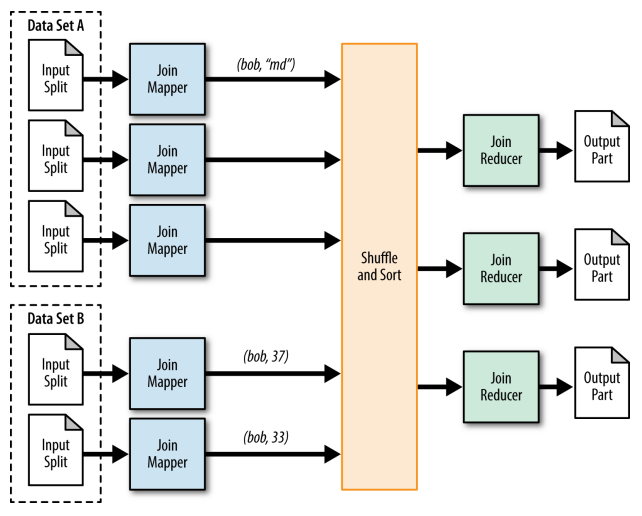 Data Set A
Input
Split
Join
Mapper
(bob, “md”)
Input
Split
Join
Mapper
Input
Split
Join
Mapper
Data Set B
Input
Split
Join
Mapper
(bob, 37)
Input
Split
Join
Mapper
(bob, 33)
Shuffle
and Sort
Join
Reducer
Output
Part
Join
Reducer
Output
Part
Join
Reducer
Output
Part